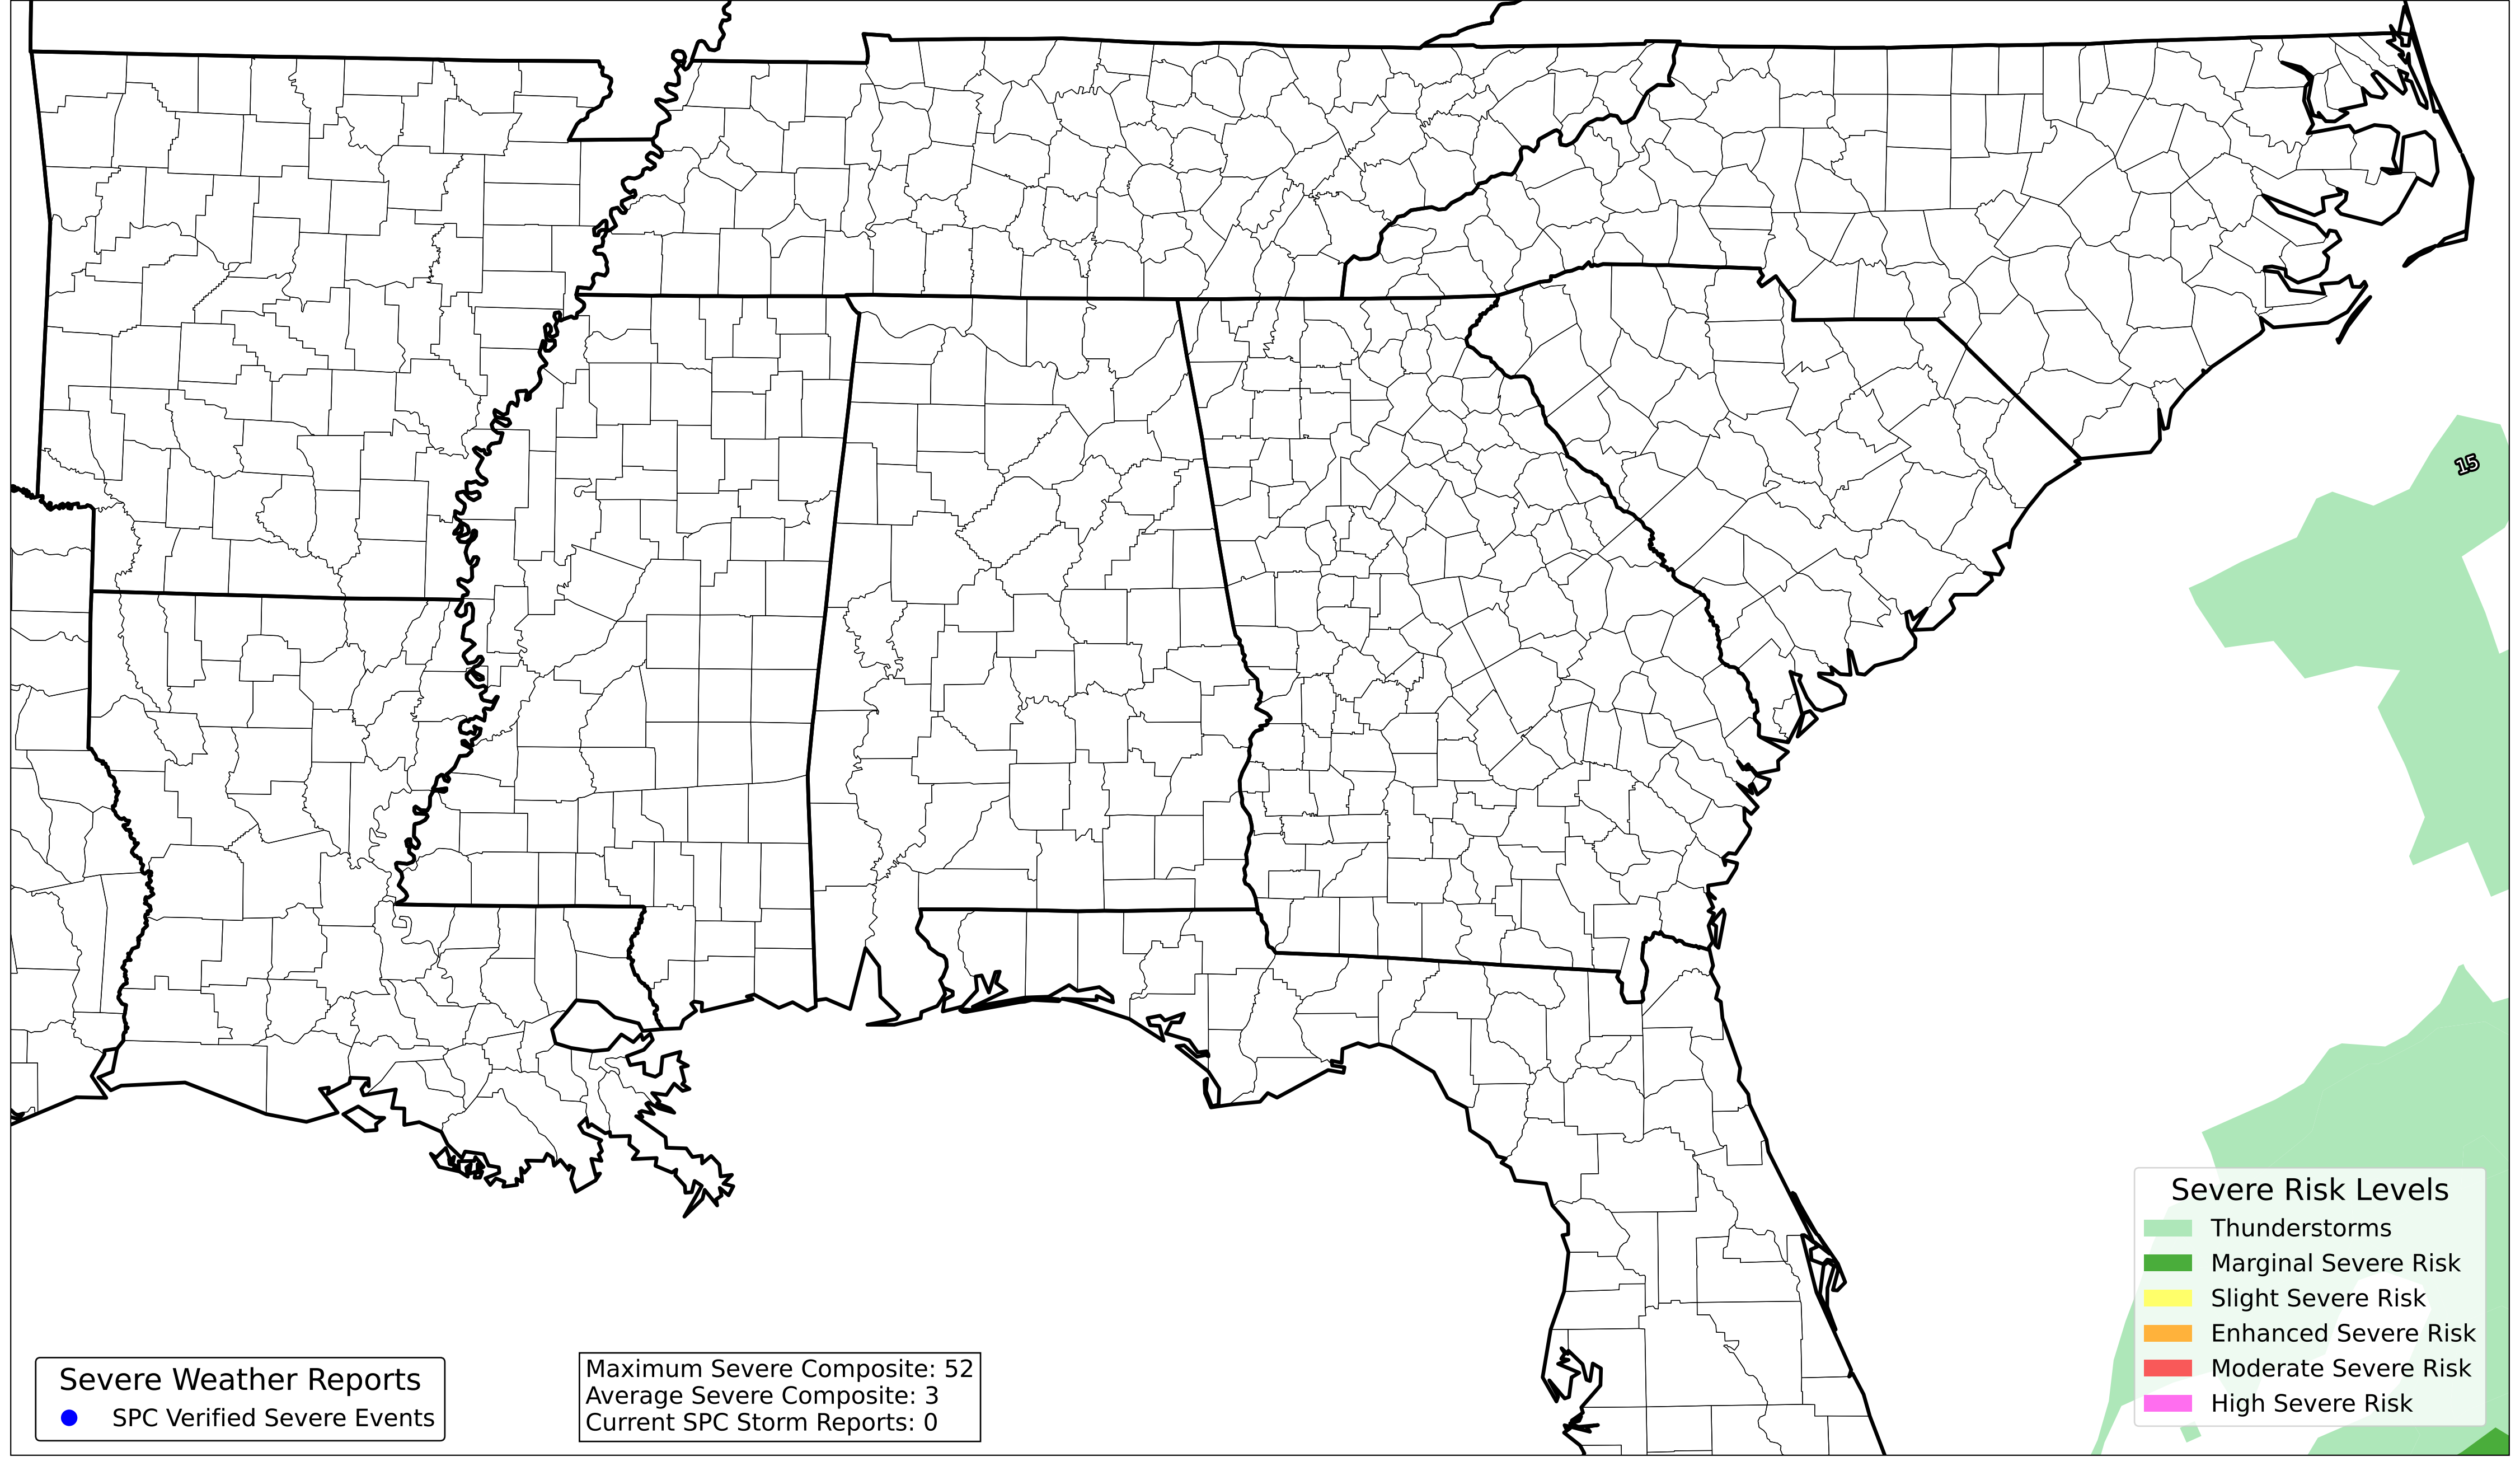 15
Severe Risk Levels
Thunderstorms
Marginal Severe Risk
Slight Severe Risk
Enhanced Severe Risk
Moderate Severe Risk
High Severe Risk
Severe Weather Reports
SPC Verified Severe Events
Maximum Severe Composite: 52
Average Severe Composite: 3
Current SPC Storm Reports: 0